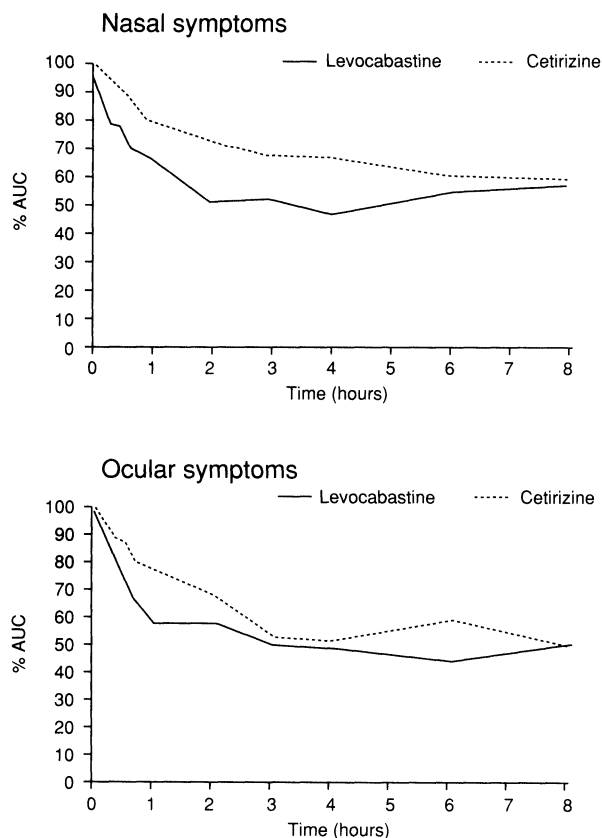 Nasal symptoms
Levocabastine Cetirizine
100
90
80
70
60
50
40
30
20
10
0
% AUC
0 1 2 3 4 5 6 7 8
Time (hours)
Ocular symptoms
Levocabastine Cetirizine
100
90
80
70
60
50
40
30
20
10
0
% AUC
0 1 2 3 4 5 6 7 8
Time (hours)